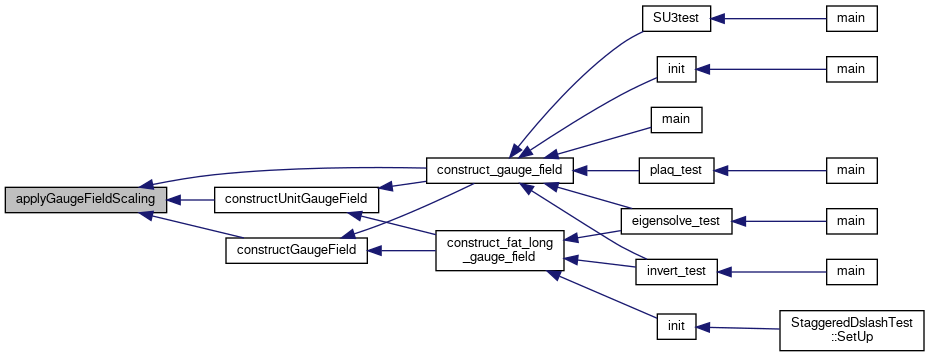 applyGaugeFieldScaling
construct_gauge_field
constructUnitGaugeField
constructGaugeField
construct_fat_long
_gauge_field
SU3test
main
init
main
main
plaq_test
main
eigensolve_test
main
invert_test
main
init
StaggeredDslashTest
::SetUp